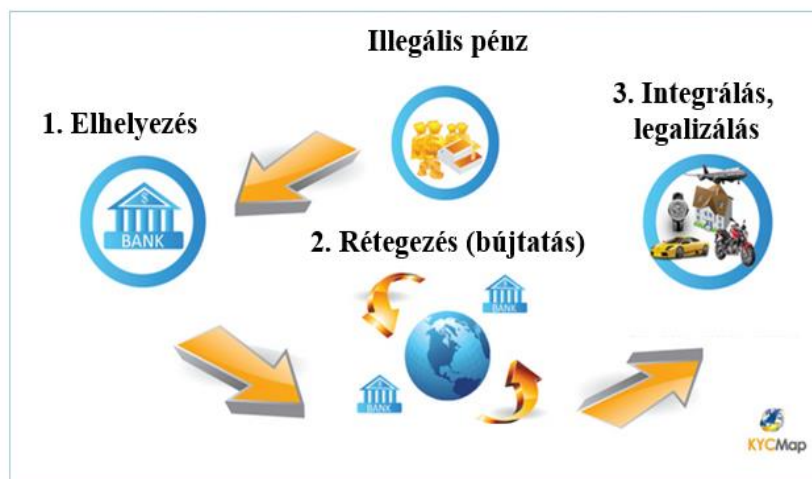 Illegális pénz
1. Elhelyezés
3. Integrálás,
legalizálás
$
BANK
2. Rétegezés (bújtatás)
BANK
BANK
KYCMap